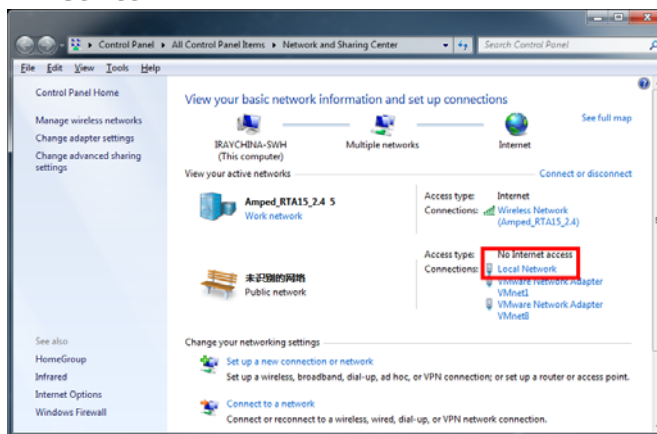 Control Panel ▸ All Control Panel Items ▸ Network and Sharing Center
Search Control Panel
File Edit View Tools Help
Control Panel Home
Manage wireless networks
Change adapter settings
Change advanced sharing
settings
See also
HomeGroup
Infrared
Internet Options
Windows Firewall
View your basic network information and set up connections
See full map
IRAYCHINA-SWH
(This computer)
Multiple networks
Internet
View your active networks
Connect or disconnect
Amped_RTA15_2.4 5
Work network
Access type: Internet
Connections: Wireless Network
(Amped_RTA15_2.4)
未识别的网络
Public network
Access type: No Internet access
Connections: Local Network
VMware Network Adapter
VMnet1
VMware Network Adapter
VMnet8
Change your networking settings
Set up a new connection or network
Set up a wireless, broadband, dial-up, ad hoc, or VPN connection; or set up a router or access point.
Connect to a network
Connect or reconnect to a wireless, wired, dial-up, or VPN network connection.